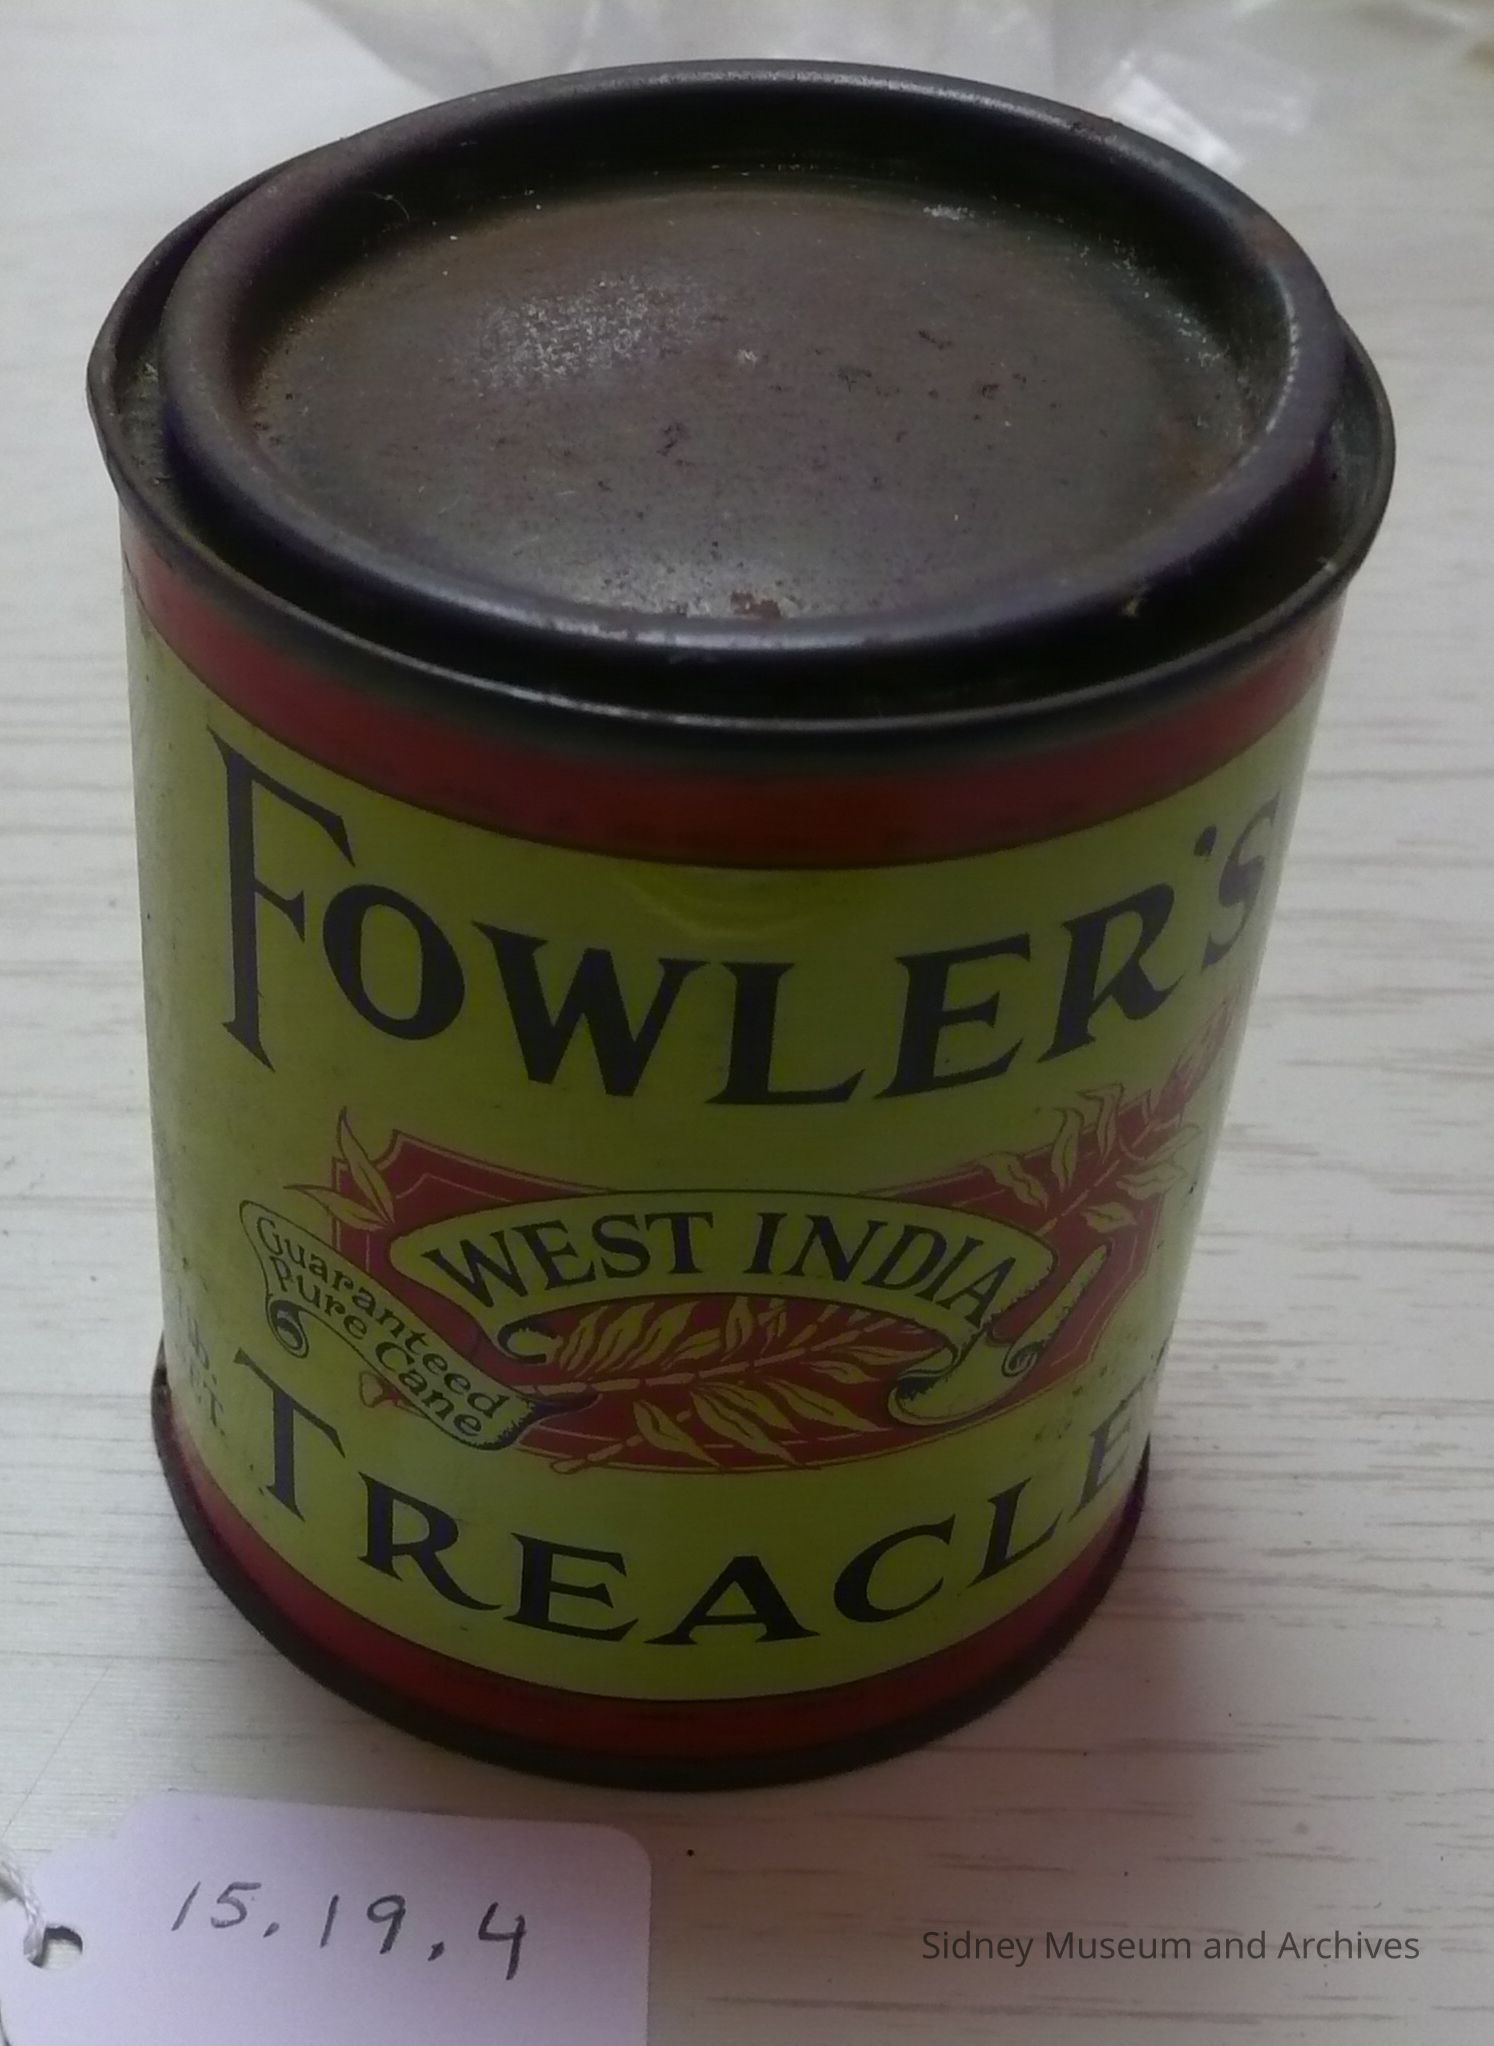 FOWLER'S
WEST INDIA
Guaranteed
Pure Cane
TREACLE
15.19.4
Sidney Museum and Archives